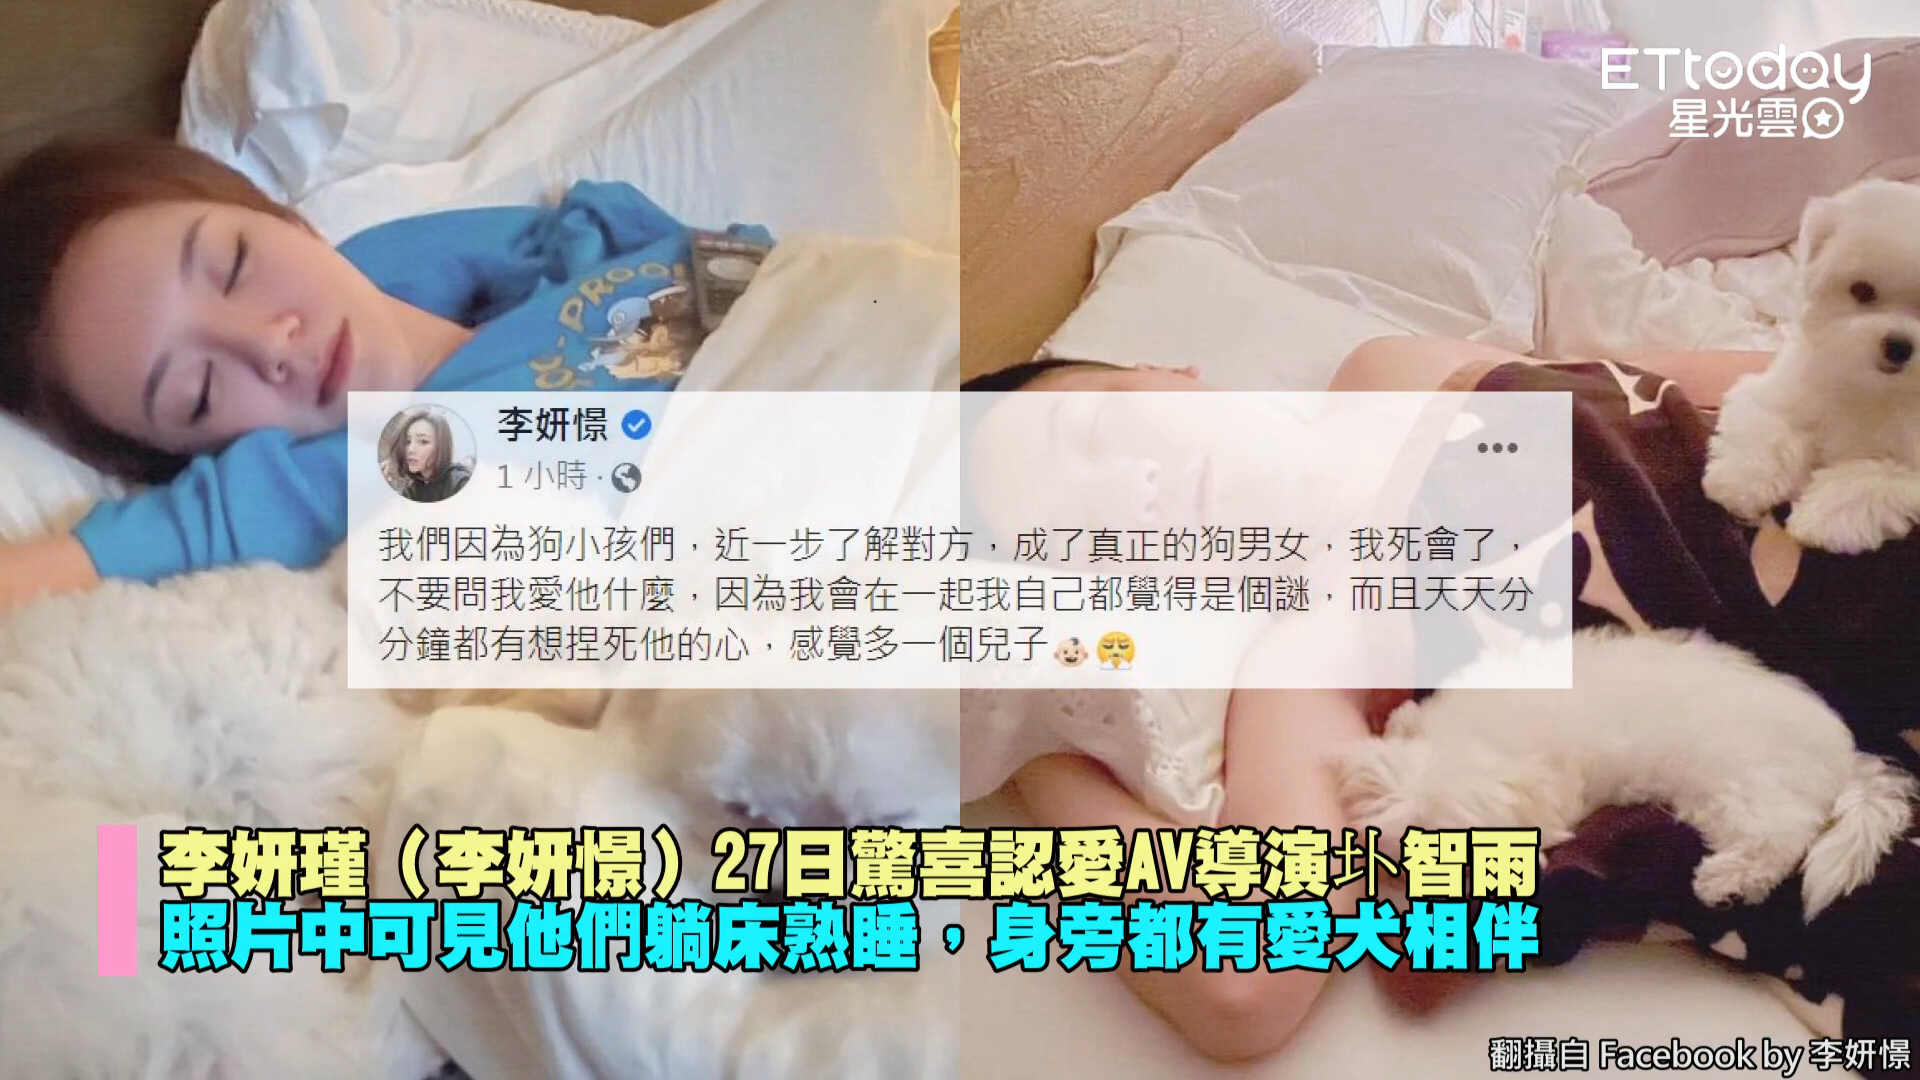 ETtoday
星光雲
PROO
李妍憬
1 小時 ·
我們因為狗小孩們，近一步了解對方，成了真正的狗男女，我死會了，
不要問我愛他什麼，因為我會在一起我自己都覺得是個謎，而且天天分
分鐘都有想捏死他的心，感覺多一個兒子👶🏻😤
李妍瑾（李妍憬）27日驚喜認愛AV導演圤智雨
照片中可見他們躺床熟睡，身旁都有愛犬相伴
翻攝自 Facebook by 李妍憬